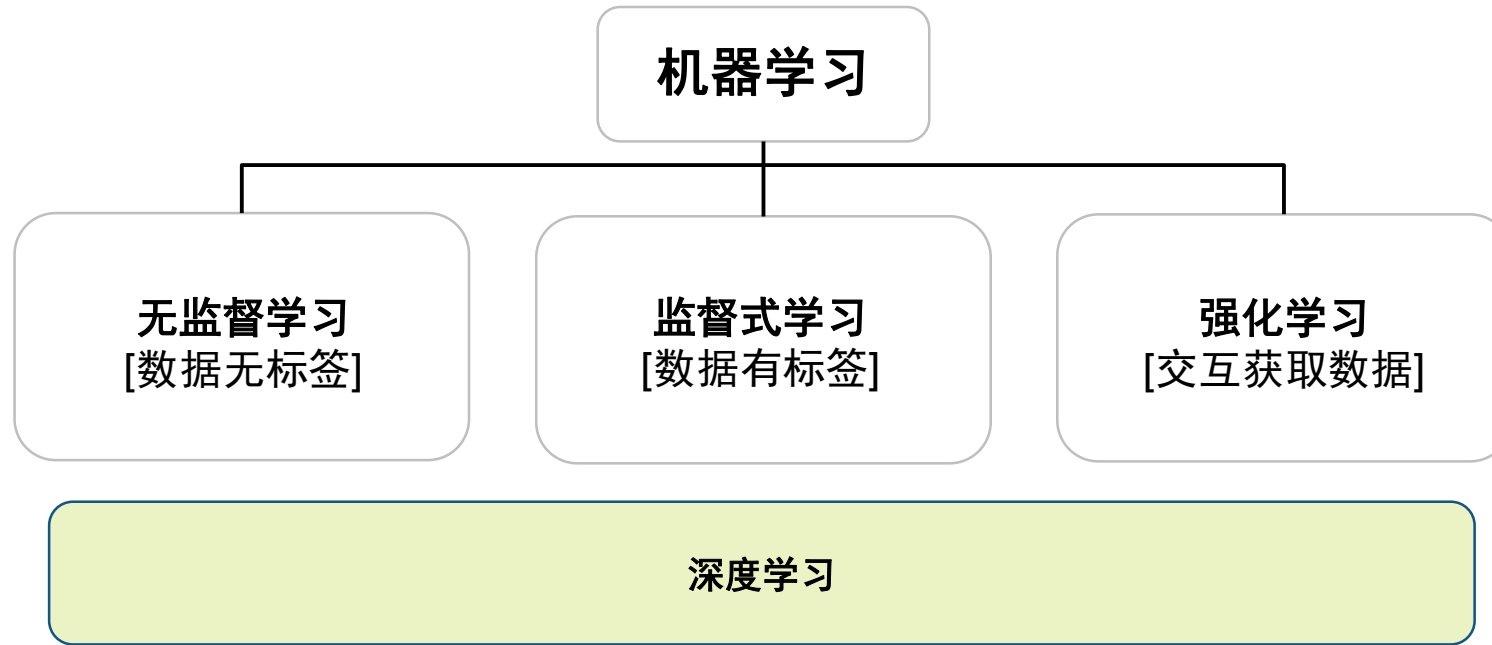 机器学习
无监督学习
[数据无标签]
监督式学习
[数据有标签]
强化学习
[交互获取数据]
深度学习